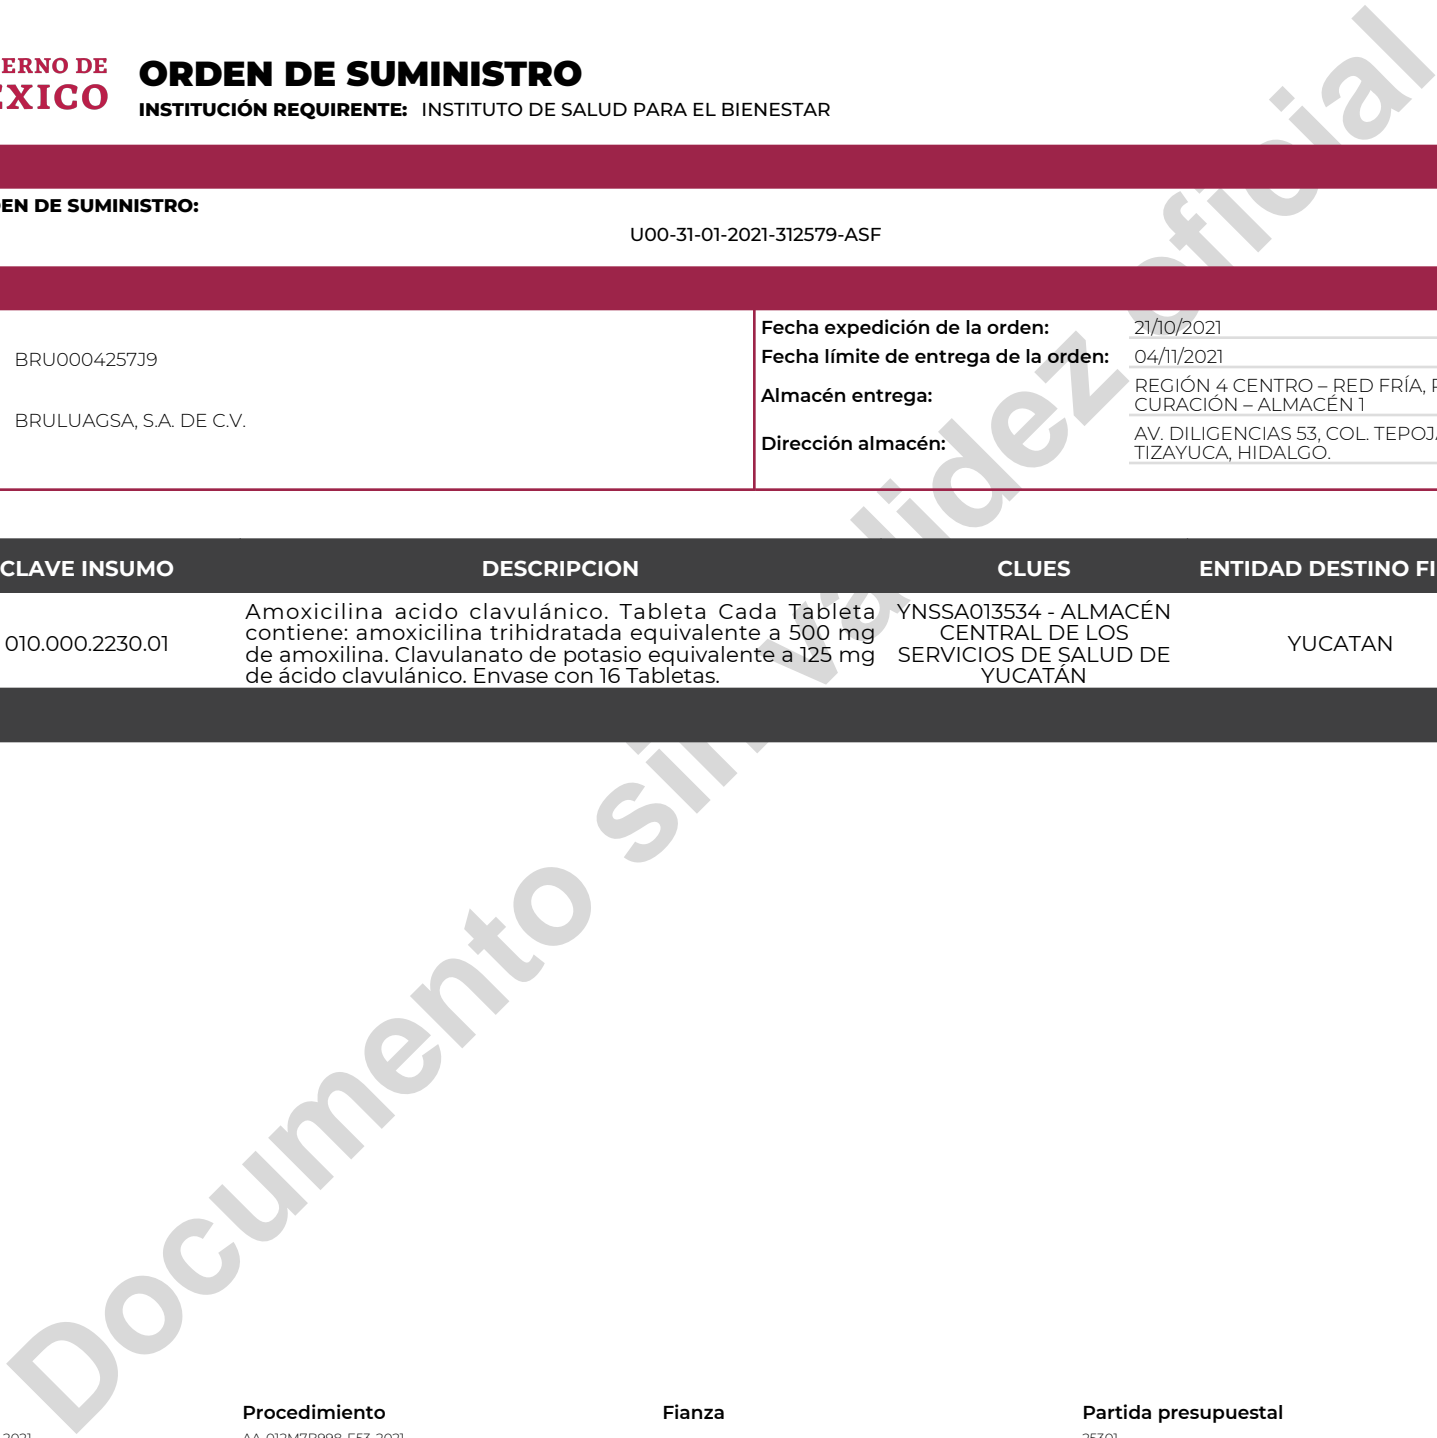 ERNO DE
ÉXICO
ORDEN DE SUMINISTRO
INSTITUCIÓN REQUIRENTE: INSTITUTO DE SALUD PARA EL BIENESTAR
EN DE SUMINISTRO:
U00-31-01-2021-312579-ASF
BRU0004257J9
BRULUAGSA, S.A. DE C.V.
Fecha expedición de la orden: 21/10/2021
Fecha límite de entrega de la orden: 04/11/2021
Almacén entrega: REGIÓN 4 CENTRO – RED FRÍA,
CURACIÓN – ALMACÉN 1
Dirección almacén: AV. DILIGENCIAS 53, COL. TEPOJ
TIZAYUCA, HIDALGO.
CLAVE INSUMO DESCRIPCION CLUES ENTIDAD DESTINO FI
010.000.2230.01
Amoxicilina acido clavulánico. Tableta Cada Tableta
contiene: amoxicilina trihidratada equivalente a 500 mg
de amoxilina. Clavulanato de potasio equivalente a 125 mg
de ácido clavulánico. Envase con 16 Tabletas.
YNSSA013534 - ALMACÉN
CENTRAL DE LOS
SERVICIOS DE SALUD DE
YUCATÁN
YUCATAN
Documento sin validez oficial
Procedimiento Fianza Partida presupuestal